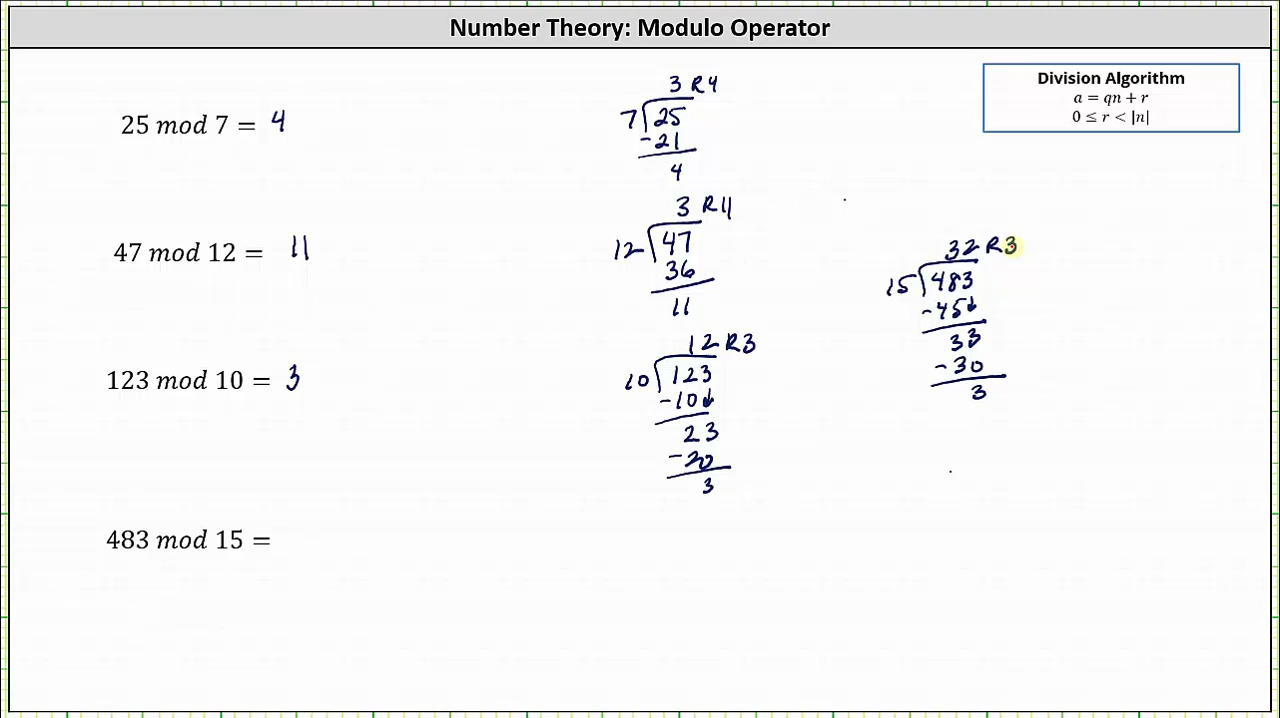 Number Theory: Modulo Operator
Division Algorithm
a = qn + r
0 ≤ r < |n|
25 mod 7 = 4
3 R4
7 25
-21
4
47 mod 12 = 11
3 R11
12 47
36
11
123 mod 10 = 3
12 R3
10 123
-10↓
23
-20
3
32 R3
15 483
-45↓
33
-30
3
483 mod 15 =